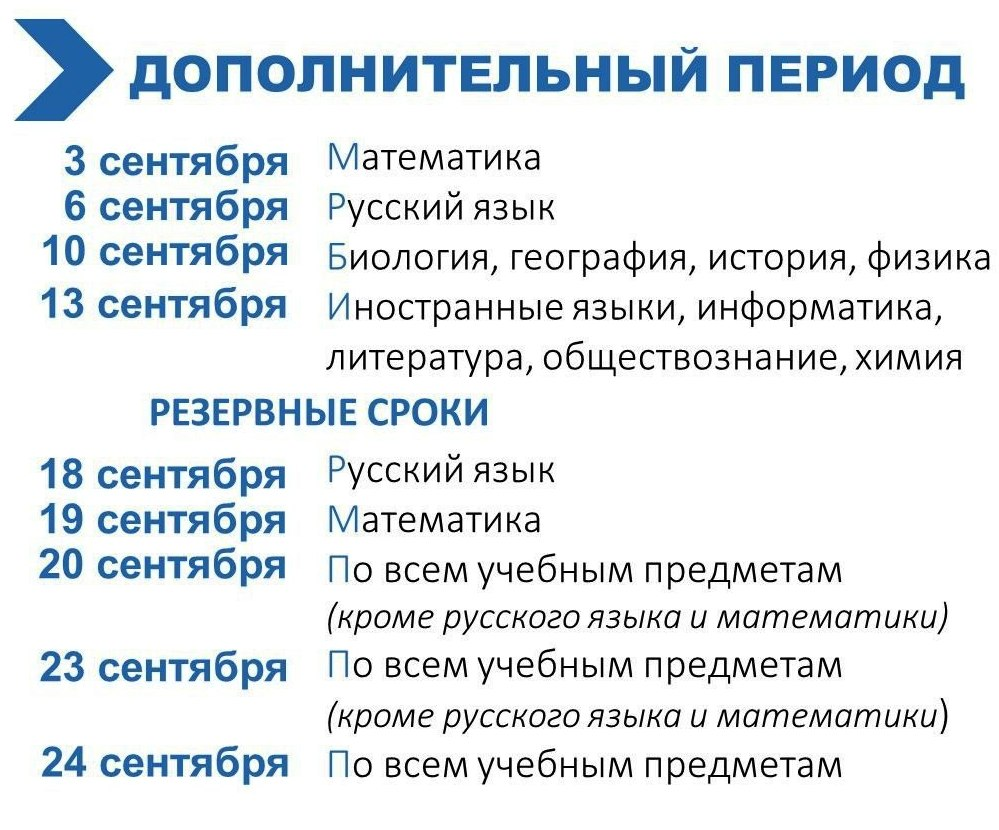 ДОПОЛНИТЕЛЬНЫЙ ПЕРИОД
3 сентября Математика
6 сентября Русский язык
10 сентября Биология, география, история, физика
13 сентября Иностранные языки, информатика,
литература, обществознание, химия
РЕЗЕРВНЫЕ СРОКИ
18 сентября Русский язык
19 сентября Математика
20 сентября По всем учебным предметам
(кроме русского языка и математики)
23 сентября По всем учебным предметам
(кроме русского языка и математики)
24 сентября По всем учебным предметам